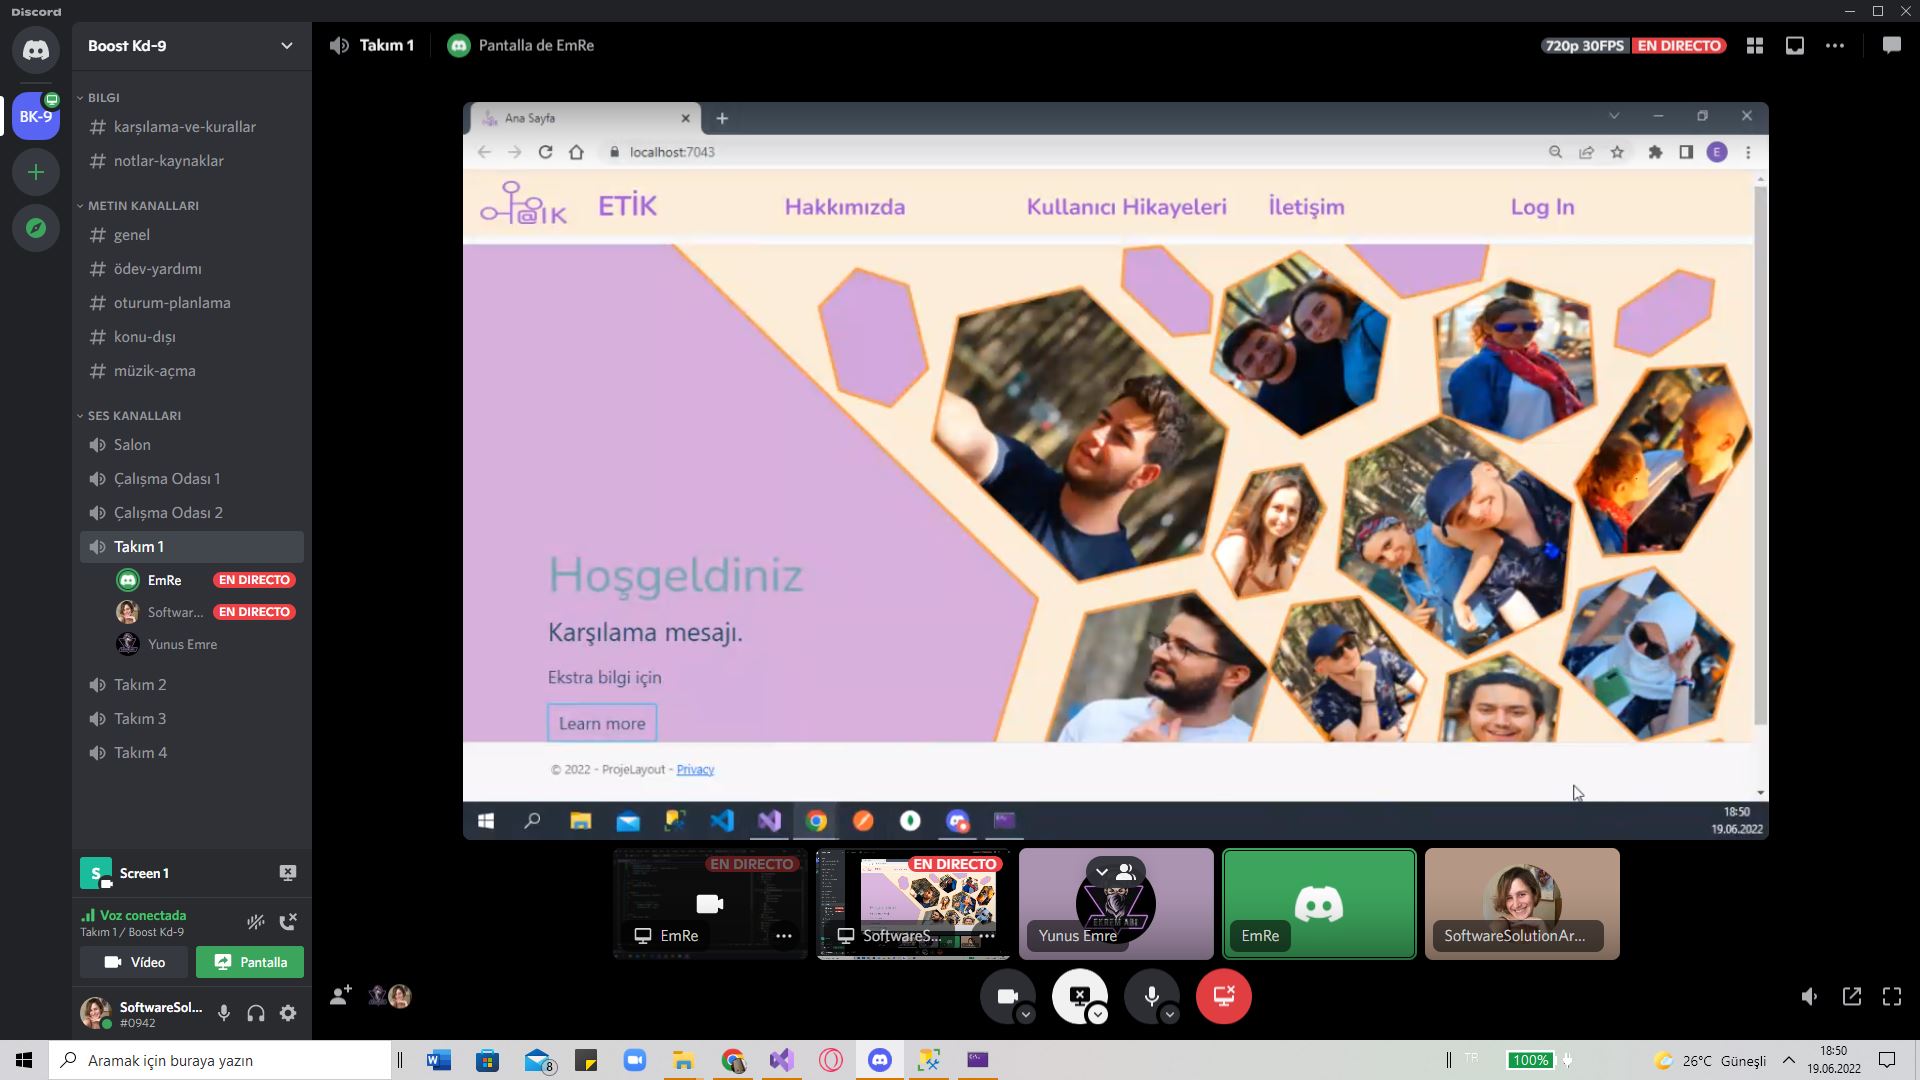 Discord
Boost Kd-9
Takım 1
Pantalla de EmRe
720p 30FPS
EN DIRECTO
BK-9
BILGI
karşılama-ve-kurallar
notlar-kaynaklar
METIN KANALLARI
genel
ödev-yardımı
oturum-planlama
konu-dışı
müzik-açma
SES KANALLARI
Salon
Çalışma Odası 1
Çalışma Odası 2
Takım 1
EmRe
EN DIRECTO
Softwar...
EN DIRECTO
Yunus Emre
Takım 2
Takım 3
Takım 4
S
Screen 1
Voz conectada
Takım 1 / Boost Kd-9
Vídeo
Pantalla
SoftwareSol...
#0942
Ana Sayfa
localhost:7043
E
@IK
ETİK
Hakkımızda
Kullanıcı Hikayeleri
İletişim
Log In
Hoşgeldiniz
Karşılama mesajı.
Ekstra bilgi için
Learn more
© 2022 - ProjeLayout - Privacy
18:50
19.06.2022
EN DIRECTO
EmRe
EN DIRECTO
SoftwareS...
EKREM ABI
Yunus Emre
EmRe
SoftwareSolutionAr...
Aramak için buraya yazın
8
TR
100%
26°C Güneşli
18:50
19.06.2022